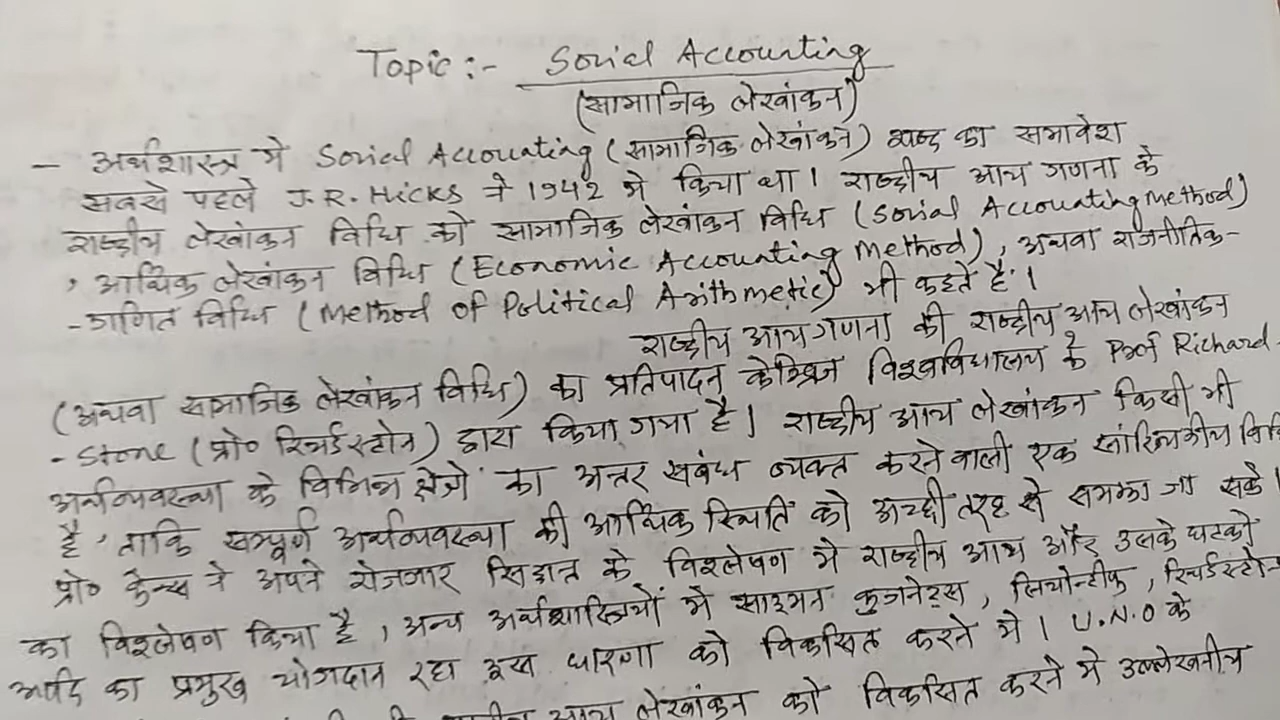 Topic :- Social Accounting
(सामाजिक लेखांकन)
- अर्थशास्त्र मे Social Accounting (सामाजिक लेखांकन) शब्द का समावेश
सबसे पहले J.R. Hicks ने 1942 मे किया था। राष्ट्रीय आय गणना के
राष्ट्रीय लेखांकन विधि को सामाजिक लेखांकन विधि (Social Accounting Method)
, आर्थिक लेखांकन विधि (Economic Accounting Method), अथवा राजनीतिक-
-गणित विधि (Method of Political Arithmetic) भी कहते है।
राष्ट्रीय आय गणना की राष्ट्रीय आय लेखांकन
(अथवा सामाजिक लेखांकन विधि) का प्रतिपादन केम्ब्रिज विश्वविद्यालय के Prof Richard-
-Stone (प्रो० रिचर्डस्टोन) द्वारा किया गया है। राष्ट्रीय आय लेखांकन किसी भी
अर्थव्यवस्था के विभिन्न क्षेत्रों का अन्तर संबंध व्यक्त करने वाली एक सांख्यिकीय विधि
है, ताकि सम्पूर्ण अर्थव्यवस्था की आर्थिक स्थिति को अच्छी तरह से समझा जा सके।
प्रो० केन्स ने अपने रोजगार सिद्दान्त के विश्लेषण मे राष्ट्रीय आय और उसके घटको
का विश्लेषण किया है, अन्य अर्थशास्त्रियों मे साइमन कुजनेट्स, लियोन्टीफ, रिचर्डस्टोन
आदि का प्रमुख योगदान रहा इस धारणा को विकसित करने मे। U.N.O के
आय लेखांकन को विकसित करने मे उल्लेखनीय